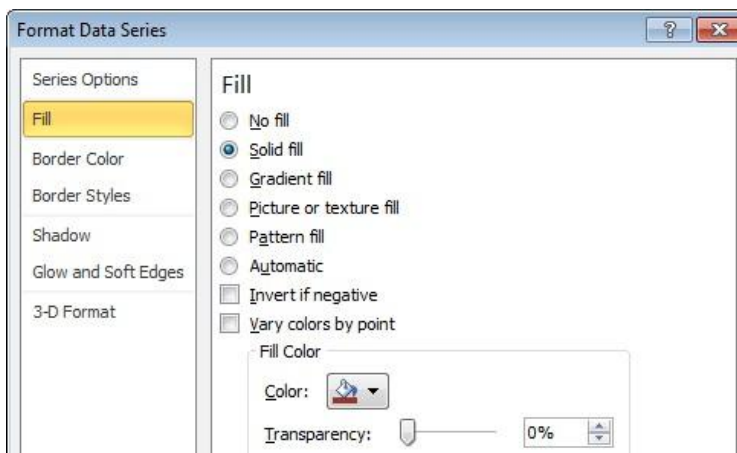 Format Data Series
Series Options
Fill
Border Color
Border Styles
Shadow
Glow and Soft Edges
3-D Format
Fill
No fill
Solid fill
Gradient fill
Picture or texture fill
Pattern fill
Automatic
Invert if negative
Vary colors by point
Fill Color
Color:
Transparency: 0%